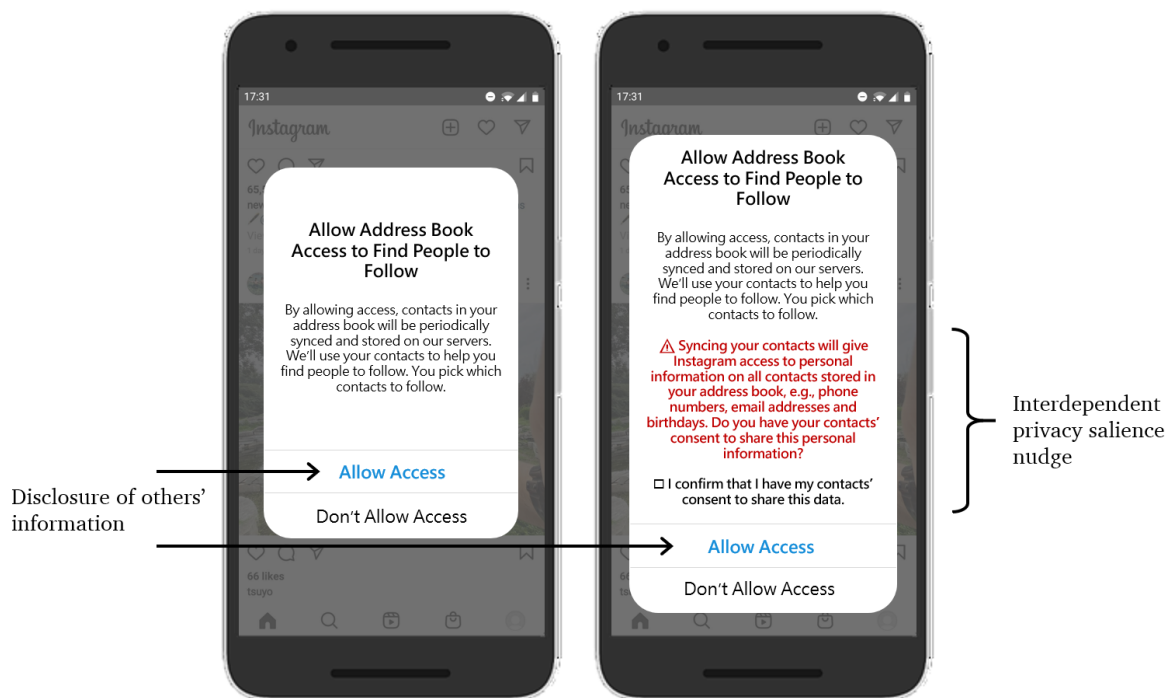 17:31
Instagram
65,
new
Vie
Allow Address Book
Access to Find People to
Follow
By allowing access, contacts in your
address book will be periodically
synced and stored on our servers.
We'll use your contacts to help you
find people to follow. You pick which
contacts to follow.
Allow Access
Don't Allow Access
66 likes
tsuyo
17:31
Instagram
Allow Address Book
Access to Find People to
Follow
By allowing access, contacts in your
address book will be periodically
synced and stored on our servers.
We'll use your contacts to help you
find people to follow. You pick which
contacts to follow.
⚠ Syncing your contacts will give
Instagram access to personal
information on all contacts stored in
your address book, e.g., phone
numbers, email addresses and
birthdays. Do you have your contacts'
consent to share this personal
information?
☐ I confirm that I have my contacts'
consent to share this data.
Allow Access
Don't Allow Access
Disclosure of others'
information
Interdependent
privacy salience
nudge